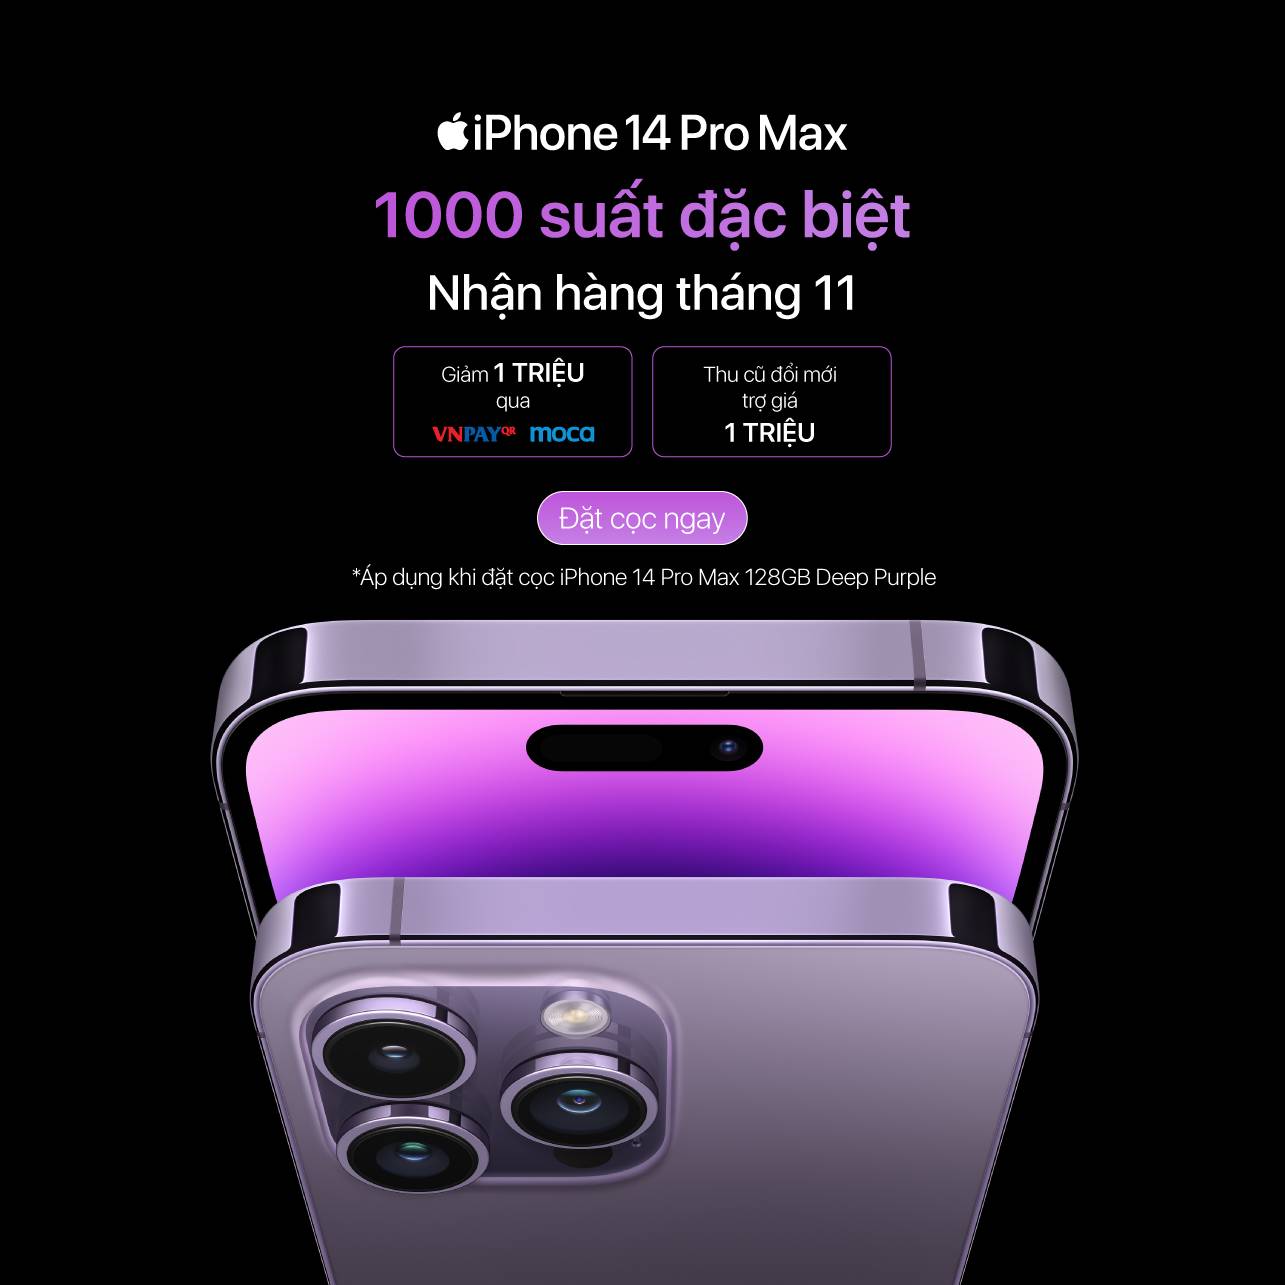 iPhone 14 Pro Max
1000 suất đặc biệt
Nhận hàng tháng 11
Giảm 1 TRIỆU
qua
VNPAYQR moca
Thu cũ đổi mới
trợ giá
1 TRIỆU
Đặt cọc ngay
*Áp dụng khi đặt cọc iPhone 14 Pro Max 128GB Deep Purple